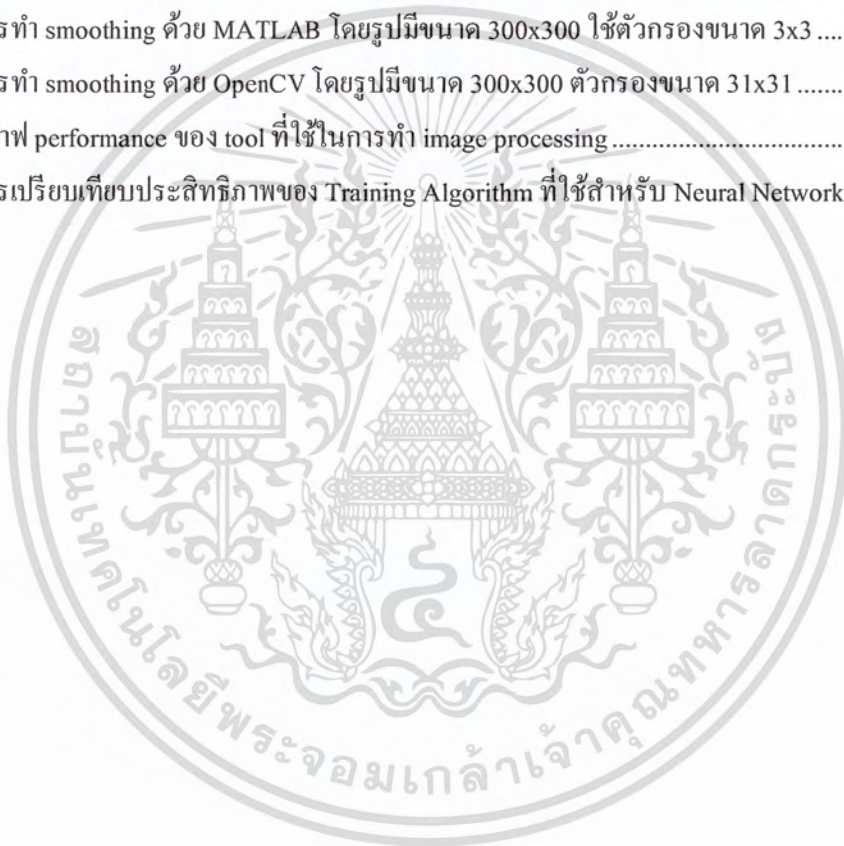 รทำ smoothing ด้วย MATLAB โดยรูปมีขนาด 300x300 ใช้ตัวกรองขนาด 3x3 ....
รทำ smoothing ด้วย OpenCV โดยรูปมีขนาด 300x300 ตัวกรองขนาด 31x31 .......
าฟ performance ของ tool ที่ใช้ในการทำ image processing ....................................
รเปรียบเทียบประสิทธิภาพของ Training Algorithm ที่ใช้สำหรับ Neural Network
สถาบันเทคโนโลยีพระจอมเกล้าเจ้าคุณทหารลาดกระบัง
๔